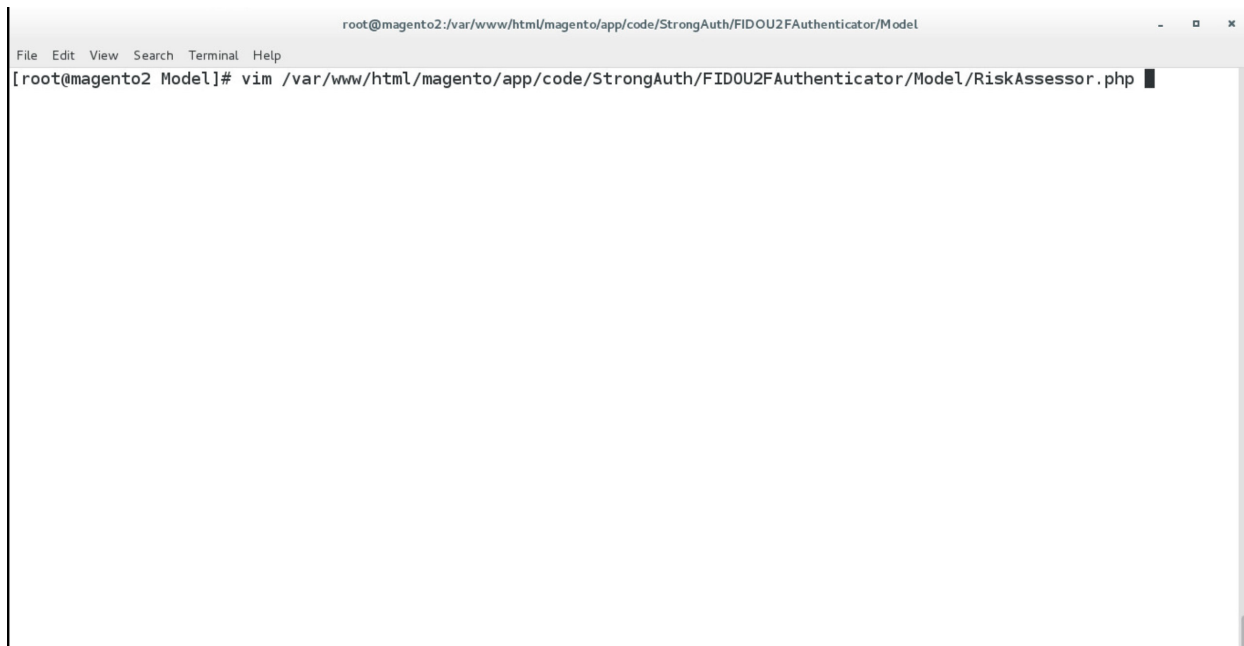 root@magento2:/var/www/html/magento/app/code/StrongAuth/FIDOU2FAuthenticator/Model
File Edit View Search Terminal Help
[root@magento2 Model]# vim /var/www/html/magento/app/code/StrongAuth/FIDOU2FAuthenticator/Model/RiskAssessor.php